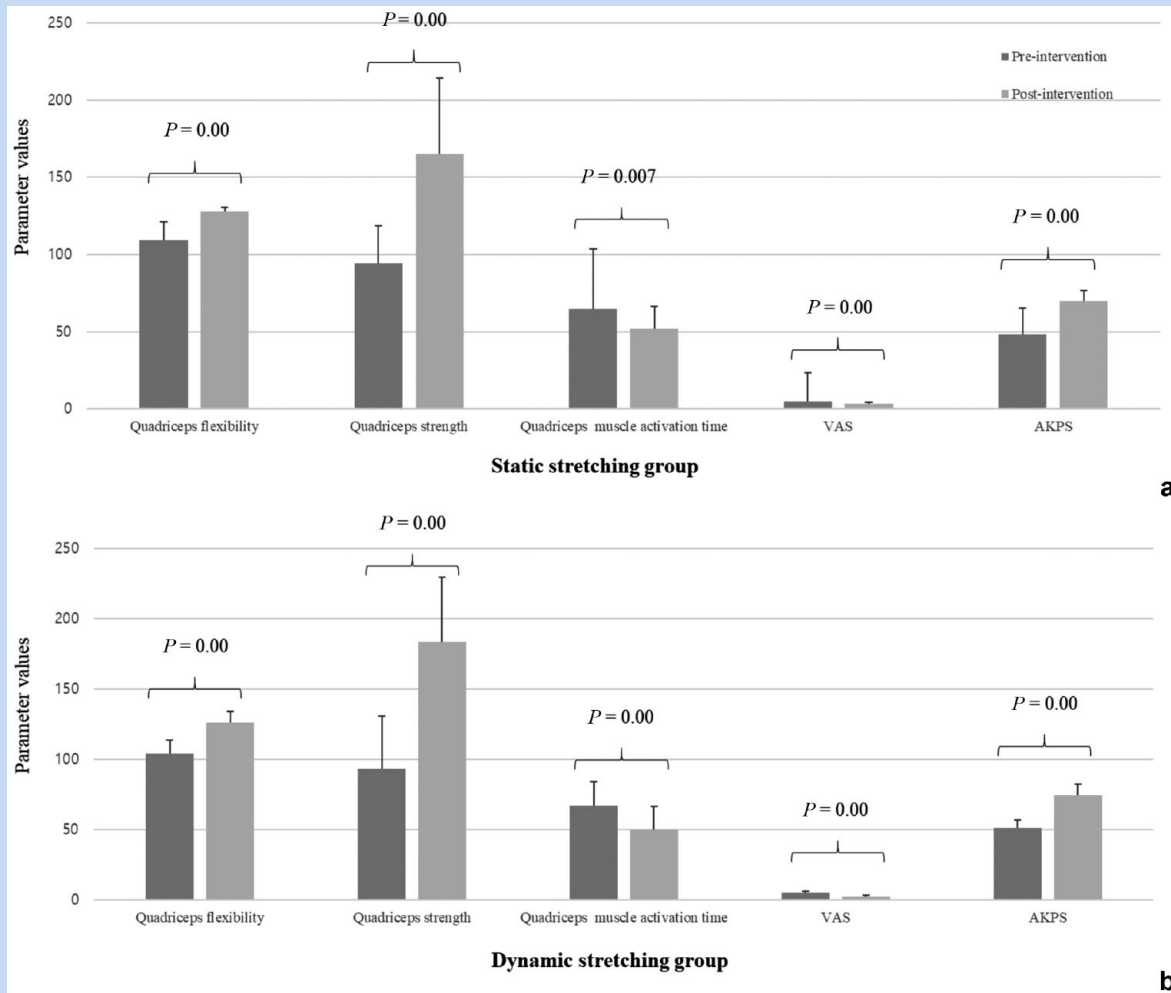 250
P = 0.00
Pre-intervention
200
Post-intervention
P = 0.00
150
P = 0.007
Parameter values
P = 0.00
100
P = 0.00
50
0
Quadriceps flexibility
Quadriceps strength
Quadriceps muscle activation time
VAS
AKPS
Static stretching group
a
P = 0.00
250
200
P = 0.00
150
P = 0.00
P = 0.00
Parameter values
100
P = 0.00
50
0
Quadriceps flexibility
Quadriceps strength
Quadriceps muscle activation time
VAS
AKPS
Dynamic stretching group
b